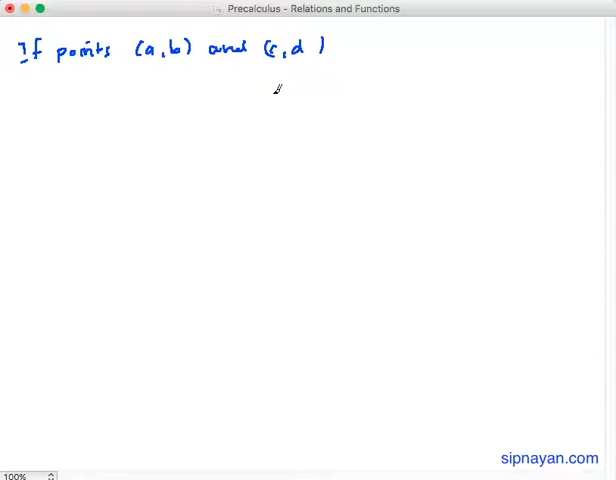 Precalculus - Relations and Functions
If points (a,b) and (c,d)
sipnayan.com
100%